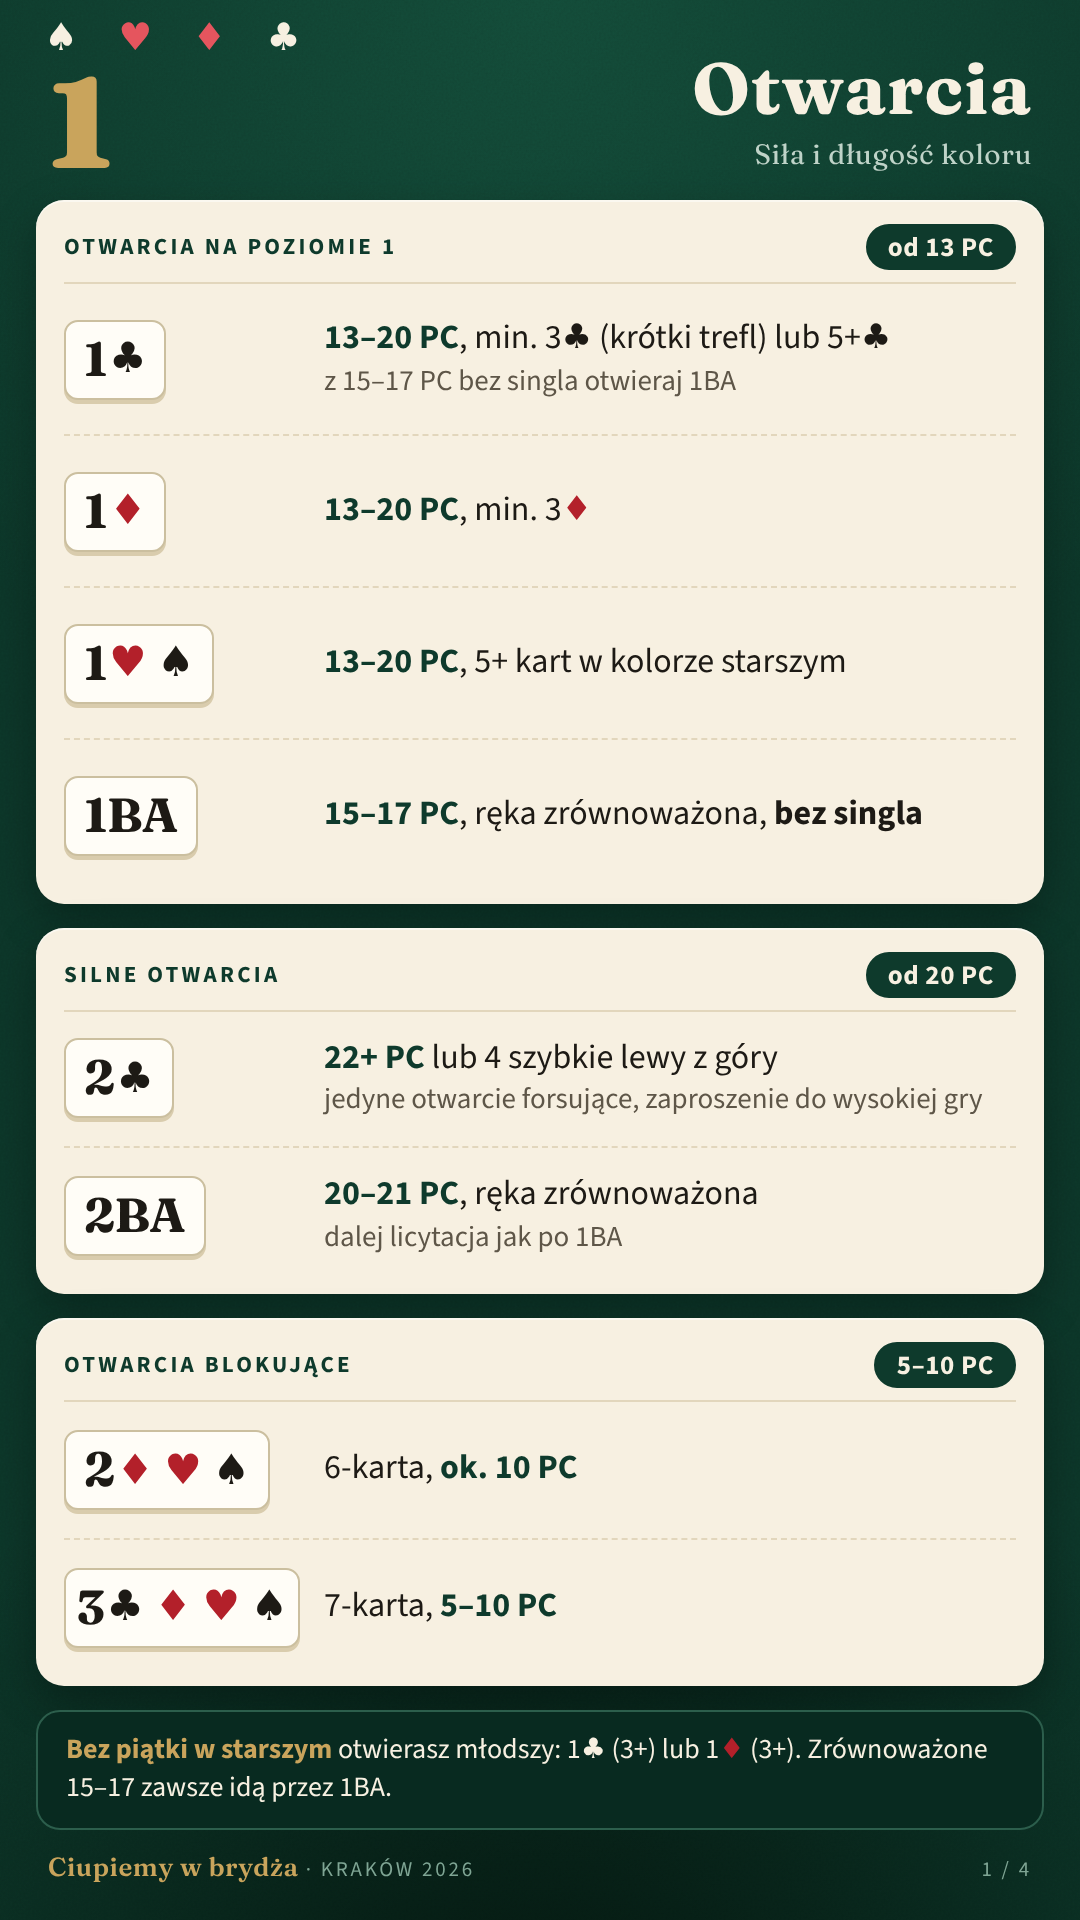 ♠ ♥ ♦ ♣
1
Otwarcia
Siła i długość koloru
OTWARCIA NA POZIOMIE 1
od 13 PC
1♣
13–20 PC, min. 3♣ (krótki trefl) lub 5+♣
z 15–17 PC bez singla otwieraj 1BA
1♦
13–20 PC, min. 3♦
1♥ ♠
13–20 PC, 5+ kart w kolorze starszym
1BA
15–17 PC, ręka zrównoważona, bez singla
SILNE OTWARCIA
od 20 PC
2♣
22+ PC lub 4 szybkie lewy z góry
jedyne otwarcie forsujące, zaproszenie do wysokiej gry
2BA
20–21 PC, ręka zrównoważona
dalej licytacja jak po 1BA
OTWARCIA BLOKUJĄCE
5–10 PC
2♦ ♥ ♠
6-karta, ok. 10 PC
3♣ ♦ ♥ ♠
7-karta, 5–10 PC
Bez piątki w starszym otwierasz młodszy: 1♣ (3+) lub 1♦ (3+). Zrównoważone
15–17 zawsze idą przez 1BA.
Ciupiemy w brydża · KRAKÓW 2026
1 / 4